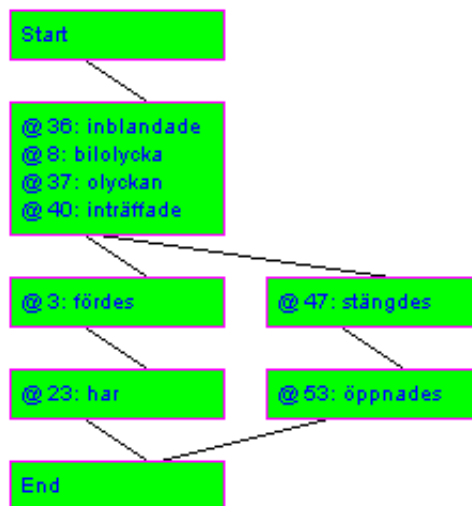 Start
@36: inblandade
@8: bilolycka
@37: olyckan
@40: inträffade
@3: fördes
@47: stängdes
@23: har
@53: öppnades
End